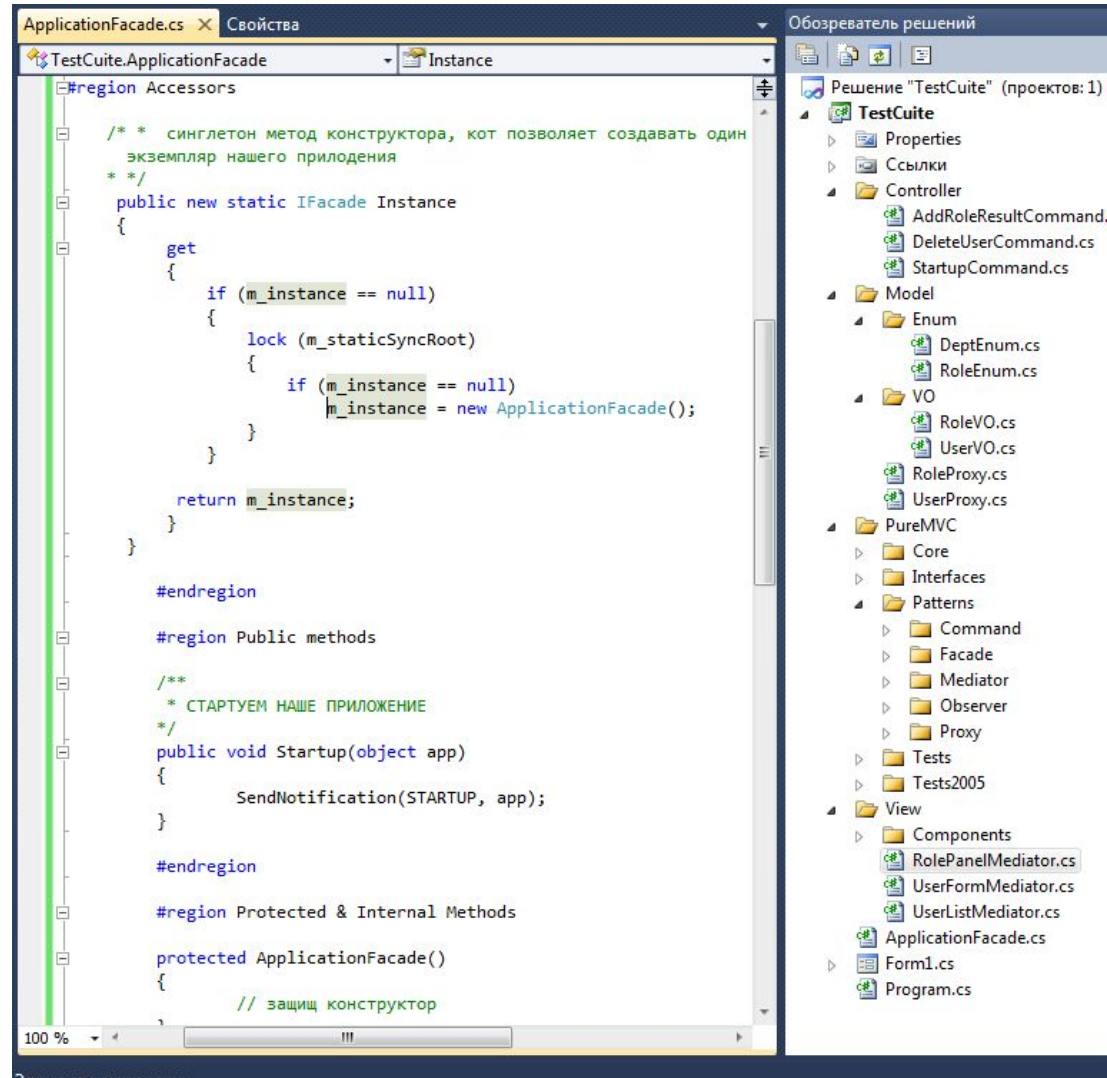 ApplicationFacade.cs Свойства
TestCuite.ApplicationFacade Instance
#region Accessors
/* * синглтон метод конструктора, кот позволяет создавать один
экземпляр нашего прилодения
* */
public new static IFacade Instance
{
get
{
if (m_instance == null)
{
lock (m_staticSyncRoot)
{
if (m_instance == null)
m_instance = new ApplicationFacade();
}
}
return m_instance;
}
}
#endregion
#region Public methods
/**
* СТАРТУЕМ НАШЕ ПРИЛОЖЕНИЕ
*/
public void Startup(object app)
{
SendNotification(STARTUP, app);
}
#endregion
#region Protected & Internal Methods
protected ApplicationFacade()
{
// защищ конструктор
}
100 %
Обозреватель решений
Решение "TestCuite" (проектов: 1)
TestCuite
Properties
Ссылки
Controller
AddRoleResultCommand.
DeleteUserCommand.cs
StartupCommand.cs
Model
Enum
DeptEnum.cs
RoleEnum.cs
VO
RoleVO.cs
UserVO.cs
RoleProxy.cs
UserProxy.cs
PureMVC
Core
Interfaces
Patterns
Command
Facade
Mediator
Observer
Proxy
Tests
Tests2005
View
Components
RolePanelMediator.cs
UserFormMediator.cs
UserListMediator.cs
ApplicationFacade.cs
Form1.cs
Program.cs